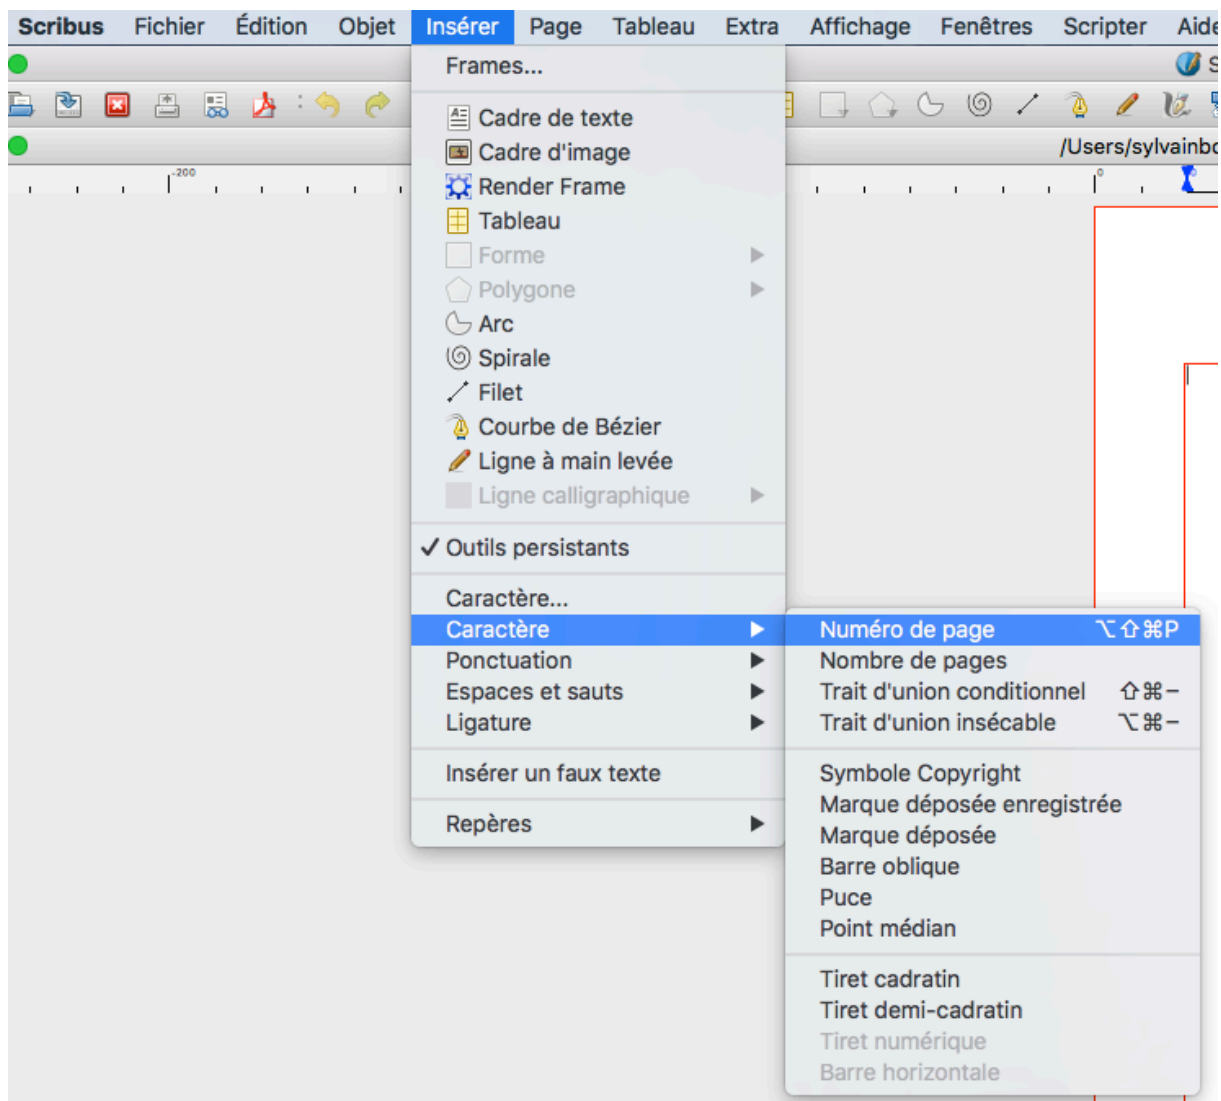 Scribus Fichier Édition Objet Insérer Page Tableau Extra Affichage Fenêtres Scripter Aide
Frames...
S
Cadre de texte
/Users/sylvainbo
Cadre d'image
-200
0
Render Frame
Tableau
Forme
Polygone
Arc
Spirale
Filet
Courbe de Bézier
Ligne à main levée
Ligne calligraphique
✓ Outils persistants
Caractère...
Caractère
Ponctuation
Espaces et sauts
Ligature
Insérer un faux texte
Repères
Numéro de page ⌥⇧⌘P
Nombre de pages
Trait d'union conditionnel ⇧⌘–
Trait d'union insécable ⌥⌘–
Symbole Copyright
Marque déposée enregistrée
Marque déposée
Barre oblique
Puce
Point médian
Tiret cadratin
Tiret demi-cadratin
Tiret numérique
Barre horizontale